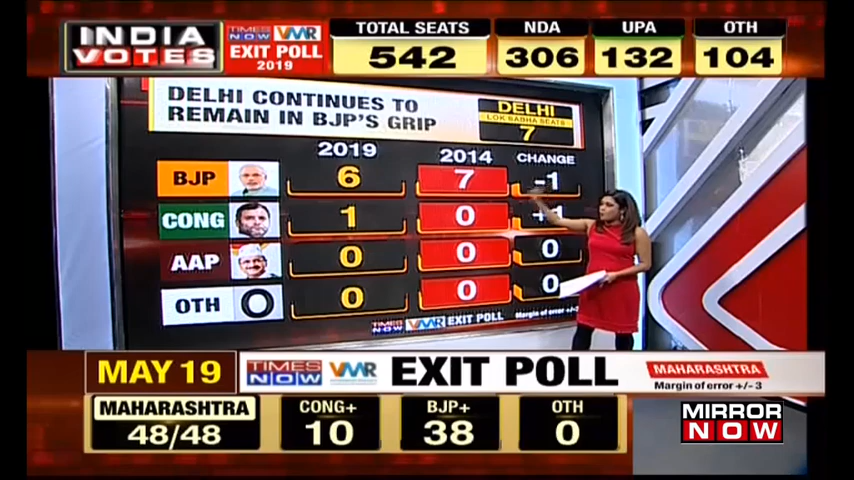 INDIA
VOTES
TIMES
NOW
VMR
EXIT POLL
2019
TOTAL SEATS
542
NDA
306
UPA
132
OTH
104
DELHI CONTINUES TO
REMAIN IN BJP'S GRIP
DELHI
LOK SABHA SEATS
7
2019 2014 CHANGE
BJP 6 7 -1
CONG 1 0
AAP 0 0 0
OTH 0 0 0
TIMES
NOW
VMR EXIT POLL
Margin of error +/-3
MAY 19
TIMES
NOW
VMR
EXIT POLL
MAHARASHTRA
Margin of error +/- 3
MAHARASHTRA
48/48
CONG+
10
BJP+
38
OTH
0
MIRROR
NOW